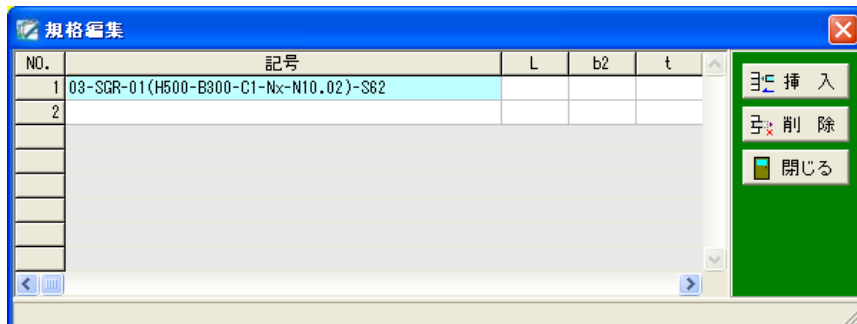 規格編集
NO. 記号 L b2 t
1 03-SGR-01(H500-B300-C1-Nx-N10.02)-S62
2
挿 入
削 除
閉じる